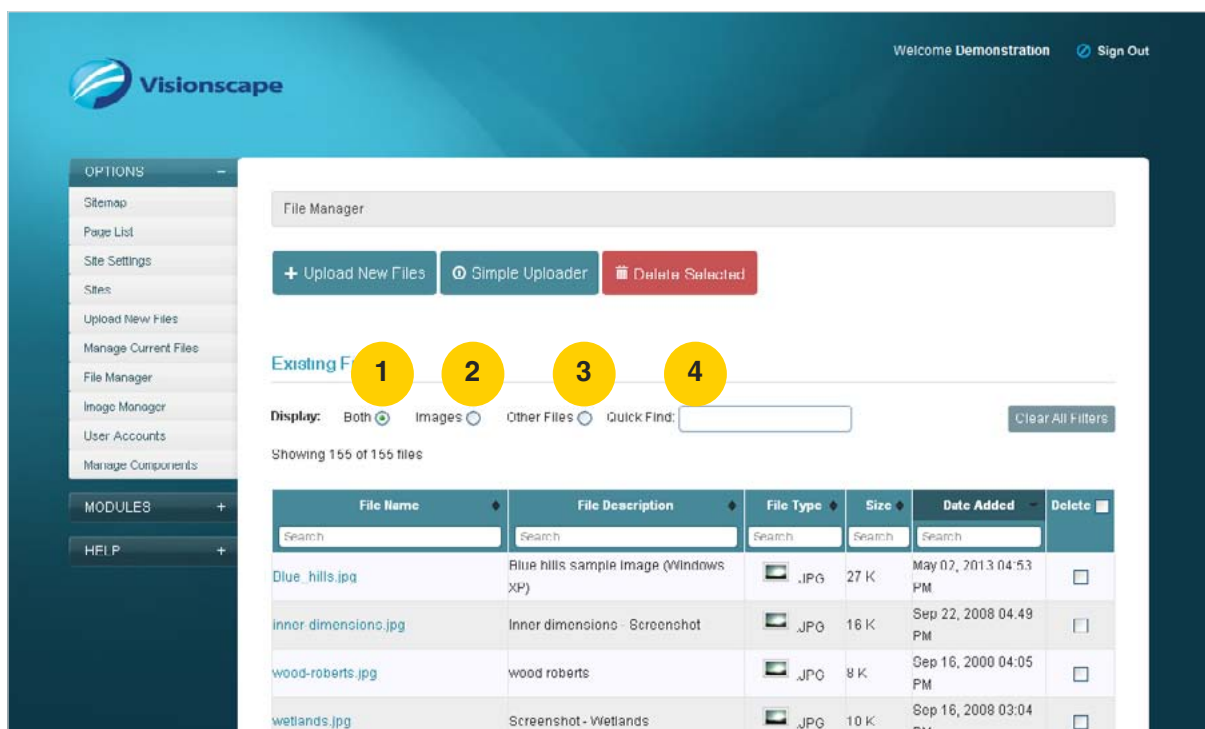 Welcome Demonstration Sign Out
Visionscape
OPTIONS −
Sitemap
Page List
Site Settings
Sites
Upload New Files
Manage Current Files
File Manager
Image Manager
User Accounts
Manage Components
MODULES +
HELP +
File Manager
+ Upload New Files
Simple Uploader
Delete Selected
Existing F
1 2 3 4
Display: Both Images Other Files Quick Find:
Clear All Filters
Showing 155 of 155 files
File Name File Description File Type Size Date Added Delete
Search Search Search Search Search
Blue_hills.jpg Blue hills sample image (Windows XP) .JPG 27 K May 02, 2013 04:53 PM
inner dimensions.jpg Inner dimensions - Screenshot .JPG 16 K Sep 22, 2008 04:49 PM
wood-roberts.jpg wood roberts .JPG 8 K Sep 16, 2008 04:05 PM
wetlands.jpg Screenshot - Wetlands .JPG 10 K Sep 16, 2008 03:04